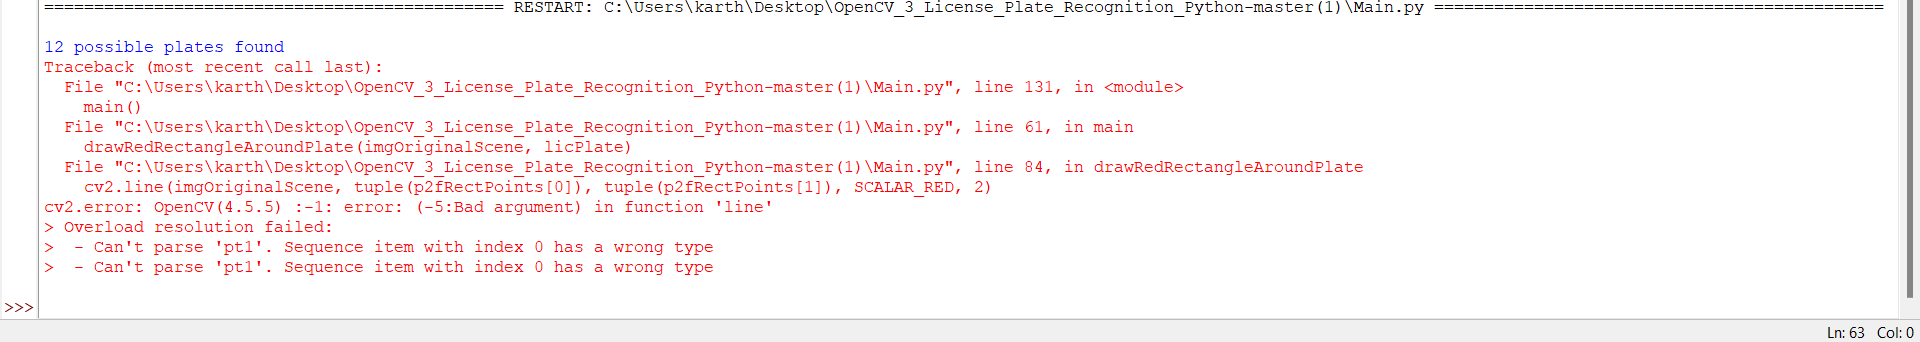 ============================================== RESTART: C:\Users\karth\Desktop\OpenCV_3_License_Plate_Recognition_Python-master(1)\Main.py =============================================
12 possible plates found
Traceback (most recent call last):
  File "C:\Users\karth\Desktop\OpenCV_3_License_Plate_Recognition_Python-master(1)\Main.py", line 131, in <module>
    main()
  File "C:\Users\karth\Desktop\OpenCV_3_License_Plate_Recognition_Python-master(1)\Main.py", line 61, in main
    drawRedRectangleAroundPlate(imgOriginalScene, licPlate)
  File "C:\Users\karth\Desktop\OpenCV_3_License_Plate_Recognition_Python-master(1)\Main.py", line 84, in drawRedRectangleAroundPlate
    cv2.line(imgOriginalScene, tuple(p2fRectPoints[0]), tuple(p2fRectPoints[1]), SCALAR_RED, 2)
cv2.error: OpenCV(4.5.5) :-1: error: (-5:Bad argument) in function 'line'
> Overload resolution failed:
>  - Can't parse 'pt1'. Sequence item with index 0 has a wrong type
>  - Can't parse 'pt1'. Sequence item with index 0 has a wrong type
>>>
Ln: 63 Col: 0